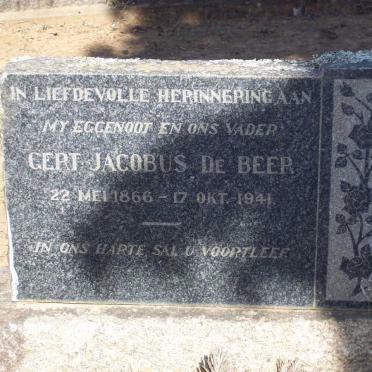 IN LIEFDEVOLLE HERINNERING AAN
MY EGGENOOT EN ONS VADER
GERT JACOBUS DE BEER
22 MEI 1866 - 17 OKT. 1941
IN ONS HARTE SAL U VOORTLEEF